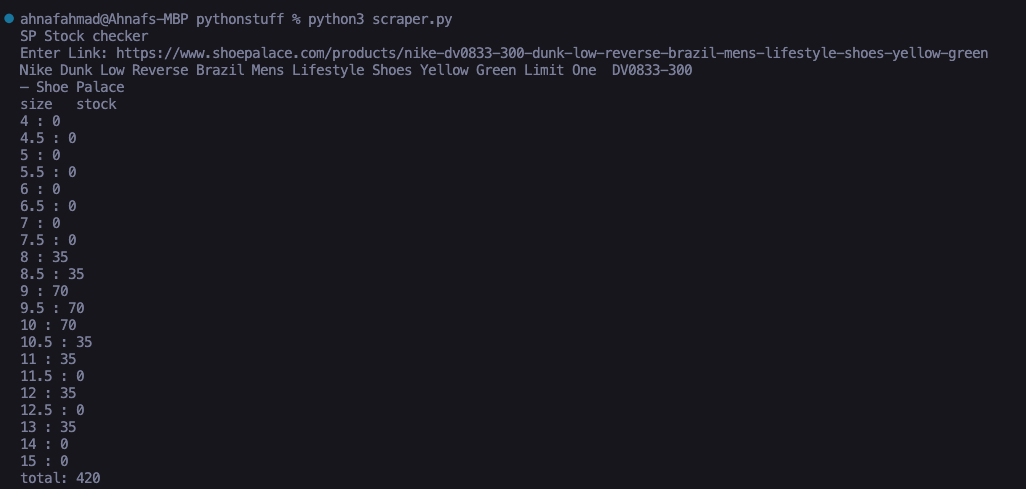 ahnafahmad@Ahnafs-MBP pythonstuff % python3 scraper.py
SP Stock checker
Enter Link: https://www.shoepalace.com/products/nike-dv0833-300-dunk-low-reverse-brazil-mens-lifestyle-shoes-yellow-green
Nike Dunk Low Reverse Brazil Mens Lifestyle Shoes Yellow Green Limit One  DV0833-300
– Shoe Palace
size   stock
4 : 0
4.5 : 0
5 : 0
5.5 : 0
6 : 0
6.5 : 0
7 : 0
7.5 : 0
8 : 35
8.5 : 35
9 : 70
9.5 : 70
10 : 70
10.5 : 35
11 : 35
11.5 : 0
12 : 35
12.5 : 0
13 : 35
14 : 0
15 : 0
total: 420